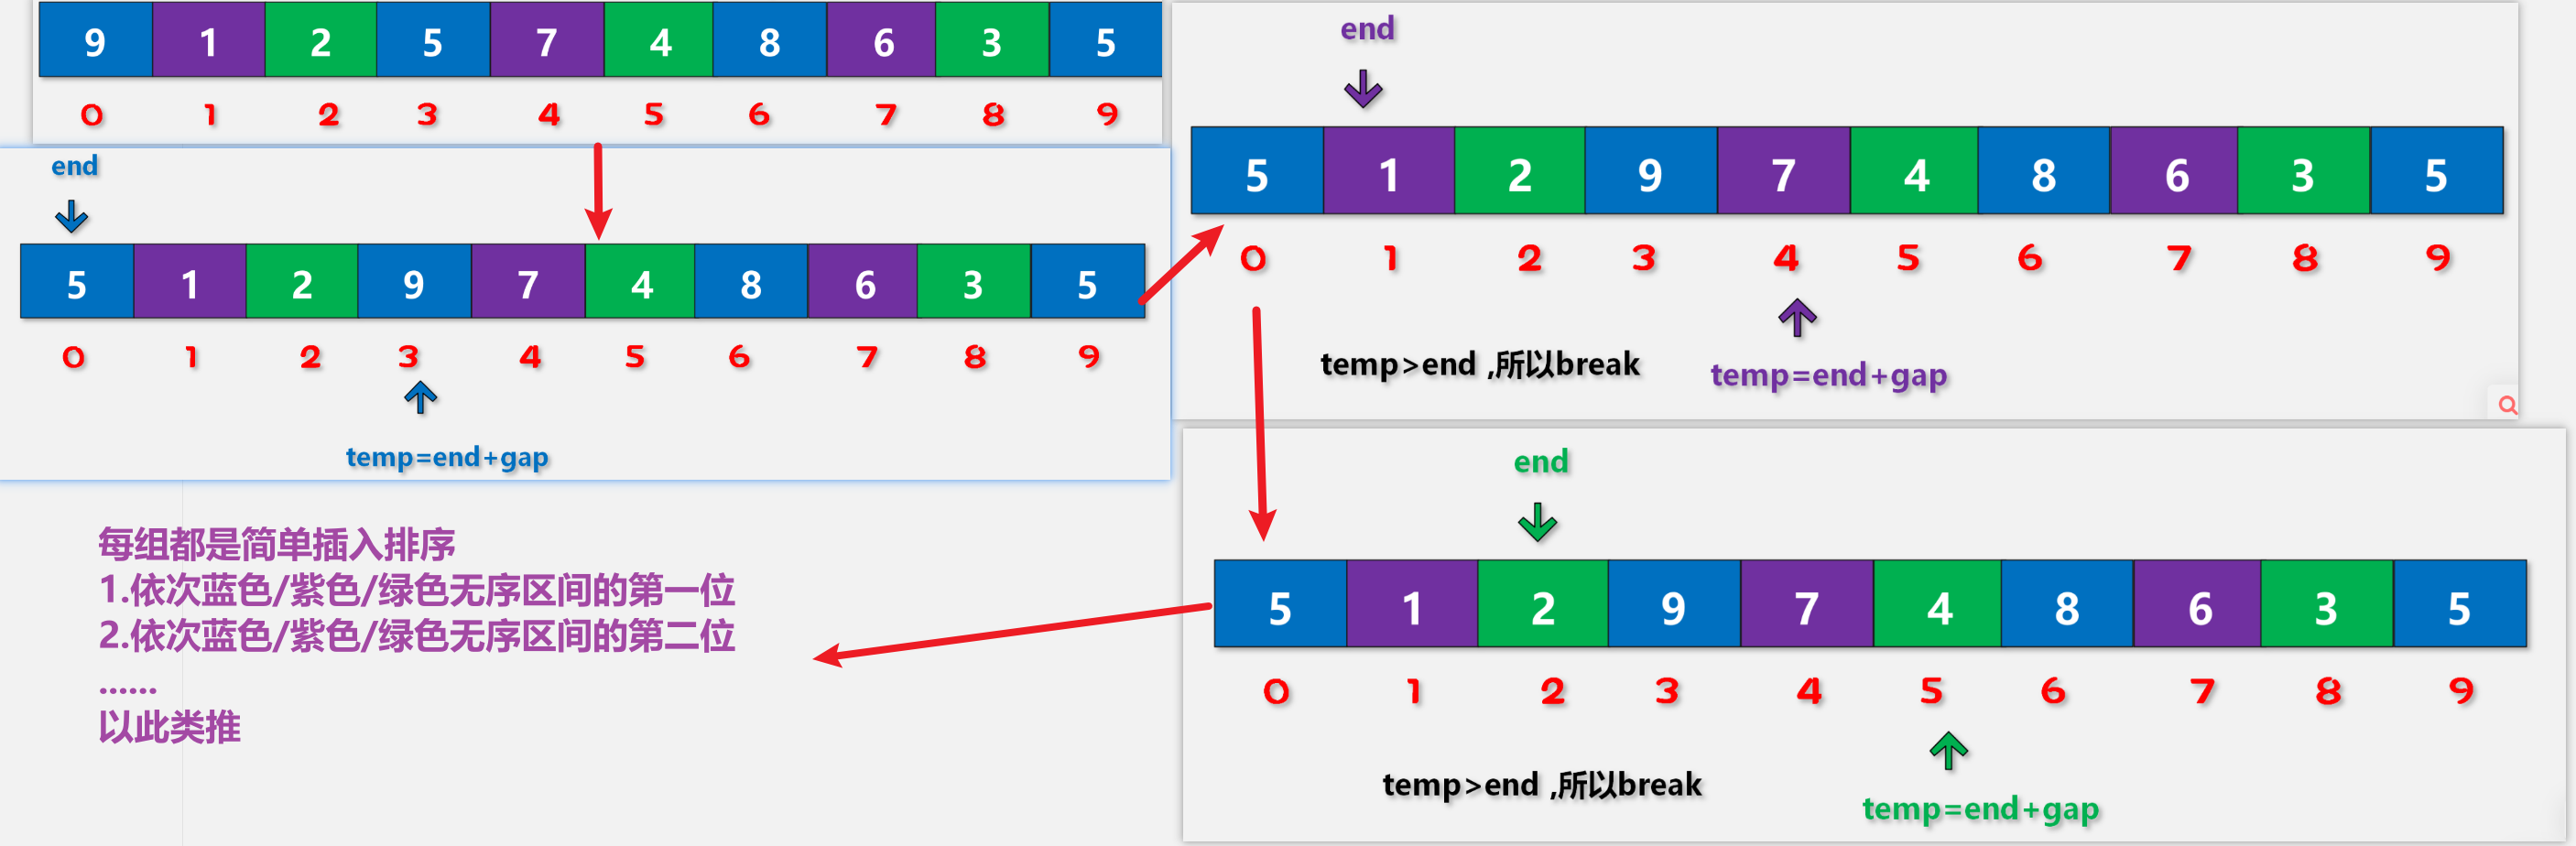 9 1 2 5 7 4 8 6 3 5
0 1 2 3 4 5 6 7 8 9
end
5 1 2 9 7 4 8 6 3 5
0 1 2 3 4 5 6 7 8 9
temp=end+gap
end
5 1 2 9 7 4 8 6 3 5
0 1 2 3 4 5 6 7 8 9
temp>end ,所以break
temp=end+gap
end
5 1 2 9 7 4 8 6 3 5
0 1 2 3 4 5 6 7 8 9
temp>end ,所以break
temp=end+gap
每组都是简单插入排序
1.依次蓝色/紫色/绿色无序区间的第一位
2.依次蓝色/紫色/绿色无序区间的第二位
......
以此类推